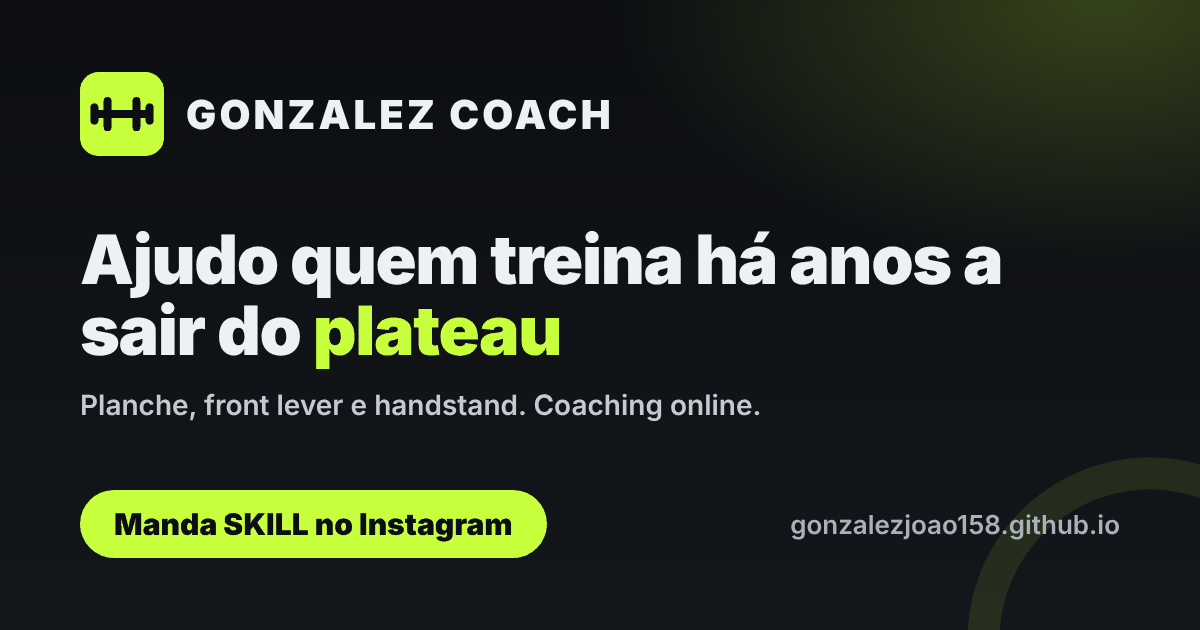 GONZALEZ COACH
Ajudo quem treina há anos a
sair do plateau
Planche, front lever e handstand. Coaching online.
Manda SKILL no Instagram
gonzalezjoao158.github.io